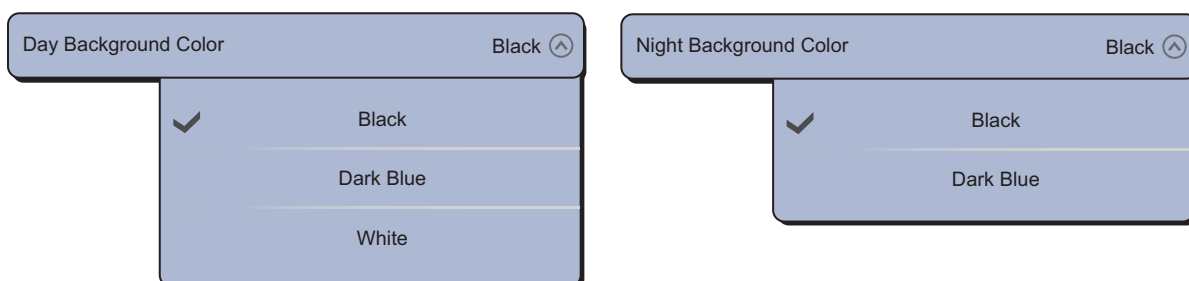 Day Background Color Black
Black
Dark Blue
White
Night Background Color Black
Black
Dark Blue